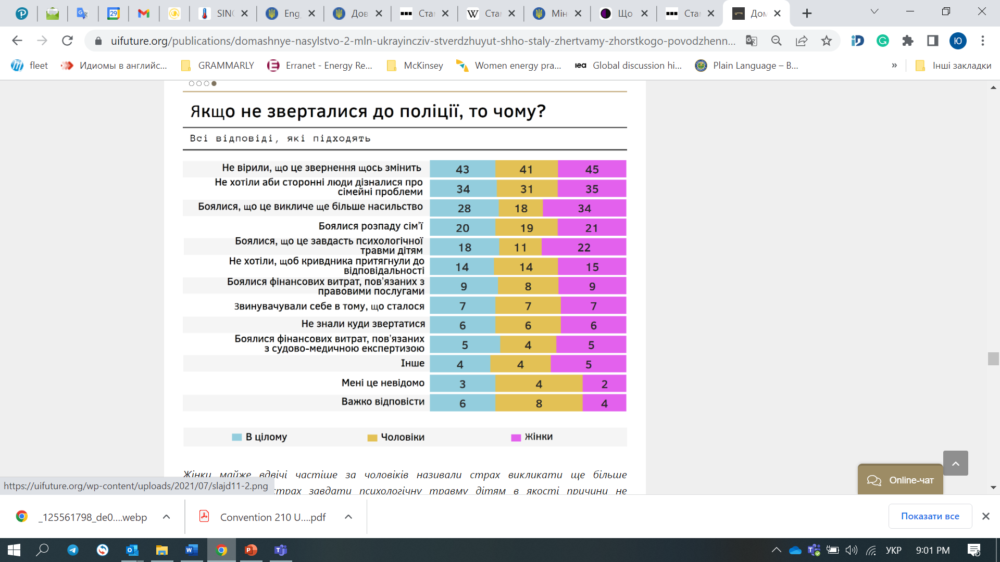 29
SINC
Eng_
Дов
Ста
Ста
Мін
Що
Ста
Дом
uifuture.org/publications/domashnye-nasylstvo-2-mln-ukrayincziv-stverdzhuyut-shho-staly-zhertvamy-zhorstkogo-povodzhenn...
Ю
fleet
Идиомы в английс...
GRAMMARLY
Erranet - Energy Re...
McKinsey
Women energy pra...
iea
Global discussion hi...
Plain Language – B...
»
Інші закладки
Якщо не зверталися до поліції, то чому?
Всі відповіді, які підходять
Не вірили, що це звернення щось змінить 43 41 45
Не хотіли аби сторонні люди дізналися про
сімейні проблеми 34 31 35
Боялися, що це викличе ще більше насильство 28 18 34
Боялися розпаду сім'ї 20 19 21
Боялися, що це завдасть психологічної
травми дітям 18 11 22
Не хотіли, щоб кривдника притягнули до
відповідальності 14 14 15
Боялися фінансових витрат, пов'язаних з
правовими послугами 9 8 9
Звинувачували себе в тому, що сталося 7 7 7
Не знали куди звертатися 6 6 6
Боялися фінансових витрат, пов'язаних
з судово-медичною експертизою 5 4 5
Інше 4 4 5
Мені це невідомо 3 4 2
Важко відповісти 6 8 4
В цілому
Чоловіки
Жінки
Жінки майже вдвічі частіше за чоловіків називали страх викликати ще більше
страх завдати психологічну травму дітям в якості причини не
https://uifuture.org/wp-content/uploads/2021/07/slajd11-2.png
Online-чат
_125561798_de0....webp
Convention 210 U....pdf
Показати все
УКР
9:01 PM